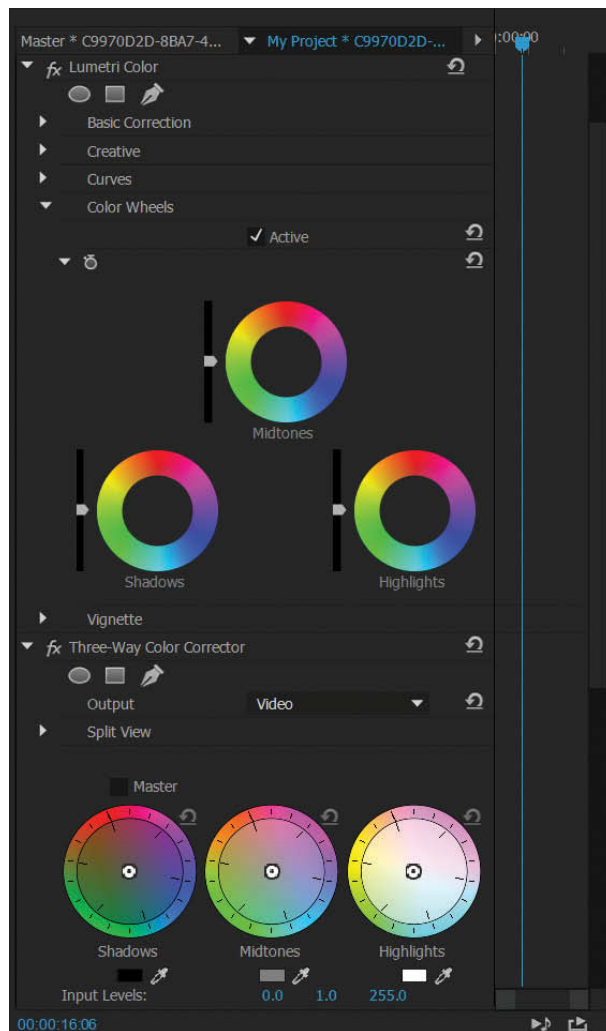 Master * C9970D2D-8BA7-4... My Project * C9970D2D-... :00:00
fx Lumetri Color
Basic Correction
Creative
Curves
Color Wheels
Active
Midtones
Shadows Highlights
Vignette
fx Three-Way Color Corrector
Output Video
Split View
Master
Shadows Midtones Highlights
Input Levels: 0.0 1.0 255.0
00:00:16:06